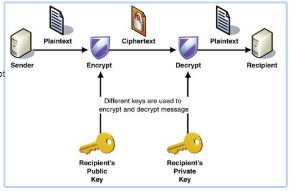 Plaintext
Ciphertext
Plaintext
Sender
Encrypt
Decrypt
Recipient
Different keys are used to
encrypt and decrypt message
Recipient's
Public
Key
Recipient's
Private
Key